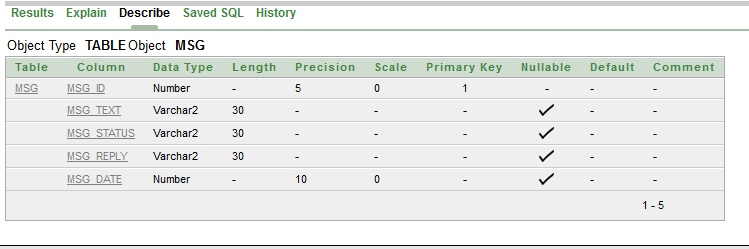 Results Explain Describe Saved SQL History
Object Type TABLE Object MSG
Table Column Data Type Length Precision Scale Primary Key Nullable Default Comment
MSG MSG_ID Number - 5 0 1 - - -
MSG_TEXT Varchar2 30 - - - ✓ - -
MSG_STATUS Varchar2 30 - - - ✓ - -
MSG_REPLY Varchar2 30 - - - ✓ - -
MSG_DATE Number - 10 0 - ✓ - -
1 - 5